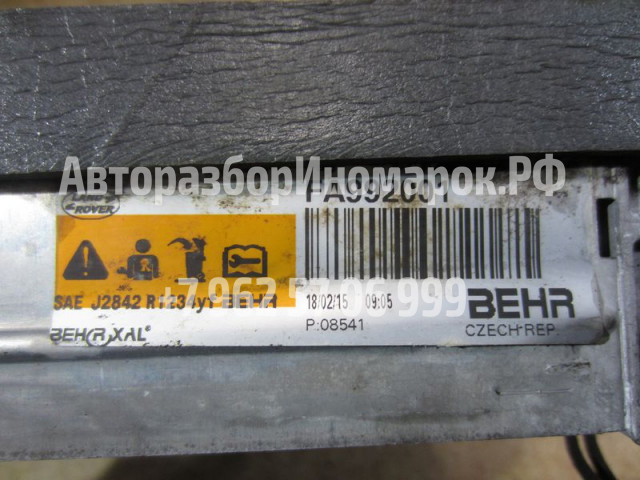 АвторазборИномарок.РФ
PA992001
LAND
ROVER
SAE J2842 R1234yf BEHR
18/02/15 09:05
BEHR
P:08541
CZECH REP.
BEHR XAL®